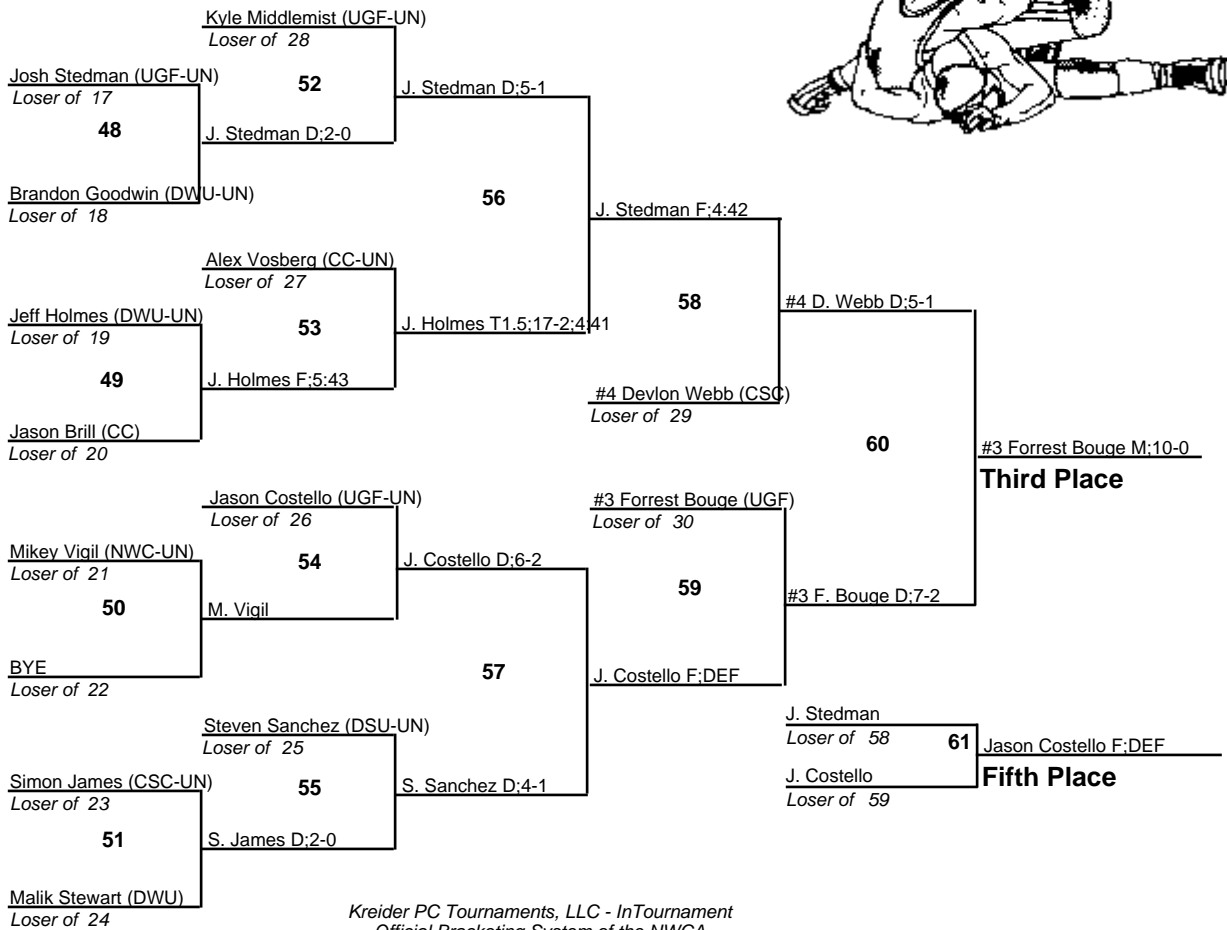 Kyle Middlemist (UGF-UN)
Loser of 28
Josh Stedman (UGF-UN)
Loser of 17
52
J. Stedman D;5-1
48
J. Stedman D;2-0
Brandon Goodwin (DWU-UN)
Loser of 18
56
J. Stedman F;4:42
Alex Vosberg (CC-UN)
Loser of 27
Jeff Holmes (DWU-UN)
Loser of 19
53
J. Holmes T1.5;17-2;4:41
58
#4 D. Webb D;5-1
49
J. Holmes F;5:43
#4 Devlon Webb (CSC)
Loser of 29
Jason Brill (CC)
Loser of 20
60
#3 Forrest Bouge M;10-0
Third Place
Jason Costello (UGF-UN)
Loser of 26
#3 Forrest Bouge (UGF)
Loser of 30
Mikey Vigil (NWC-UN)
Loser of 21
54
J. Costello D;6-2
59
#3 F. Bouge D;7-2
50
M. Vigil
BYE
Loser of 22
57
J. Costello F;DEF
Steven Sanchez (DSU-UN)
Loser of 25
J. Stedman
Loser of 58
61
Jason Costello F;DEF
Fifth Place
J. Costello
Loser of 59
Simon James (CSC-UN)
Loser of 23
55
S. Sanchez D;4-1
51
S. James D;2-0
Malik Stewart (DWU)
Loser of 24
Kreider PC Tournaments, LLC - InTournament
Official Bracketing System of the NWCA